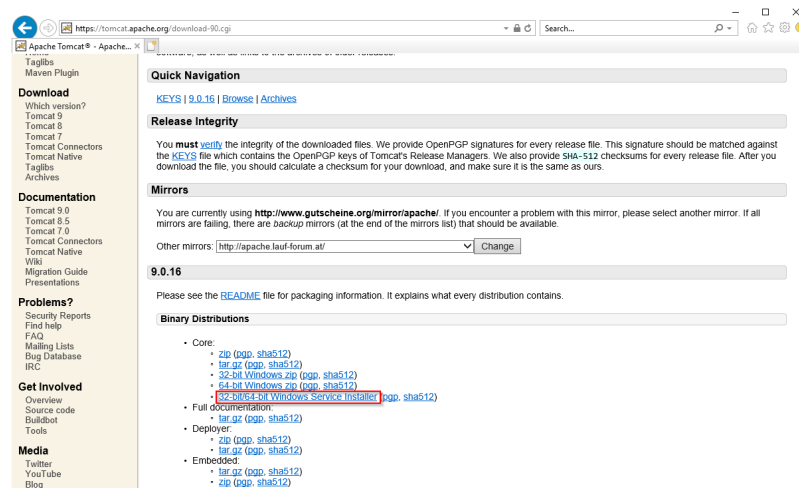 https://tomcat.apache.org/download-90.cgi
Search...
Apache Tomcat® - Apache...
Taglibs
Maven Plugin
Download
Which version?
Tomcat 9
Tomcat 8
Tomcat 7
Tomcat Connectors
Tomcat Native
Taglibs
Archives
Documentation
Tomcat 9.0
Tomcat 8.5
Tomcat 7.0
Tomcat Connectors
Tomcat Native
Wiki
Migration Guide
Presentations
Problems?
Security Reports
Find help
FAQ
Mailing Lists
Bug Database
IRC
Get Involved
Overview
Source code
Buildbot
Tools
Media
Twitter
YouTube
Blog
Quick Navigation
KEYS | 9.0.16 | Browse | Archives
Release Integrity
You must verify the integrity of the downloaded files. We provide OpenPGP signatures for every release file. This signature should be matched against
the KEYS file which contains the OpenPGP keys of Tomcat's Release Managers. We also provide SHA-512 checksums for every release file. After you
download the file, you should calculate a checksum for your download, and make sure it is the same as ours.
Mirrors
You are currently using http://www.gutscheine.org/mirror/apache/. If you encounter a problem with this mirror, please select another mirror. If all
mirrors are failing, there are backup mirrors (at the end of the mirrors list) that should be available.
Other mirrors: http://apache.lauf-forum.at/ Change
9.0.16
Please see the README file for packaging information. It explains what every distribution contains.
Binary Distributions
• Core:
◦ zip (pgp, sha512)
◦ tar.gz (pgp, sha512)
◦ 32-bit Windows zip (pgp, sha512)
◦ 64-bit Windows zip (pgp, sha512)
◦ 32-bit/64-bit Windows Service Installer (pgp, sha512)
• Full documentation:
◦ tar.gz (pgp, sha512)
• Deployer:
◦ zip (pgp, sha512)
◦ tar.gz (pgp, sha512)
• Embedded:
◦ tar.gz (pgp, sha512)
◦ zip (pgp, sha512)